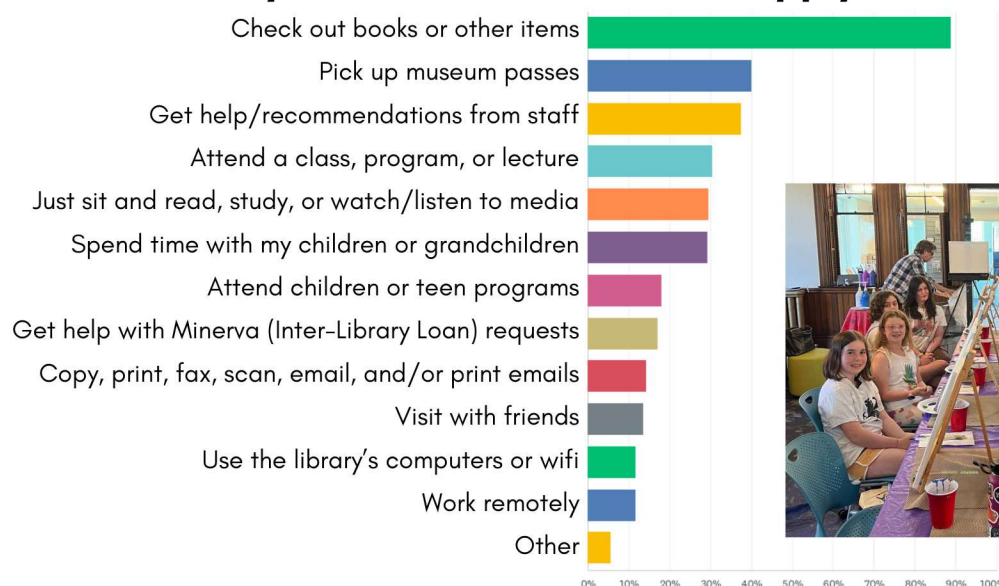 Check out books or other items
Pick up museum passes
Get help/recommendations from staff
Attend a class, program, or lecture
Just sit and read, study, or watch/listen to media
Spend time with my children or grandchildren
Attend children or teen programs
Get help with Minerva (Inter-Library Loan) requests
Copy, print, fax, scan, email, and/or print emails
Visit with friends
Use the library's computers or wifi
Work remotely
Other
0% 10% 20% 30% 40% 50% 60% 70% 80% 90% 100%